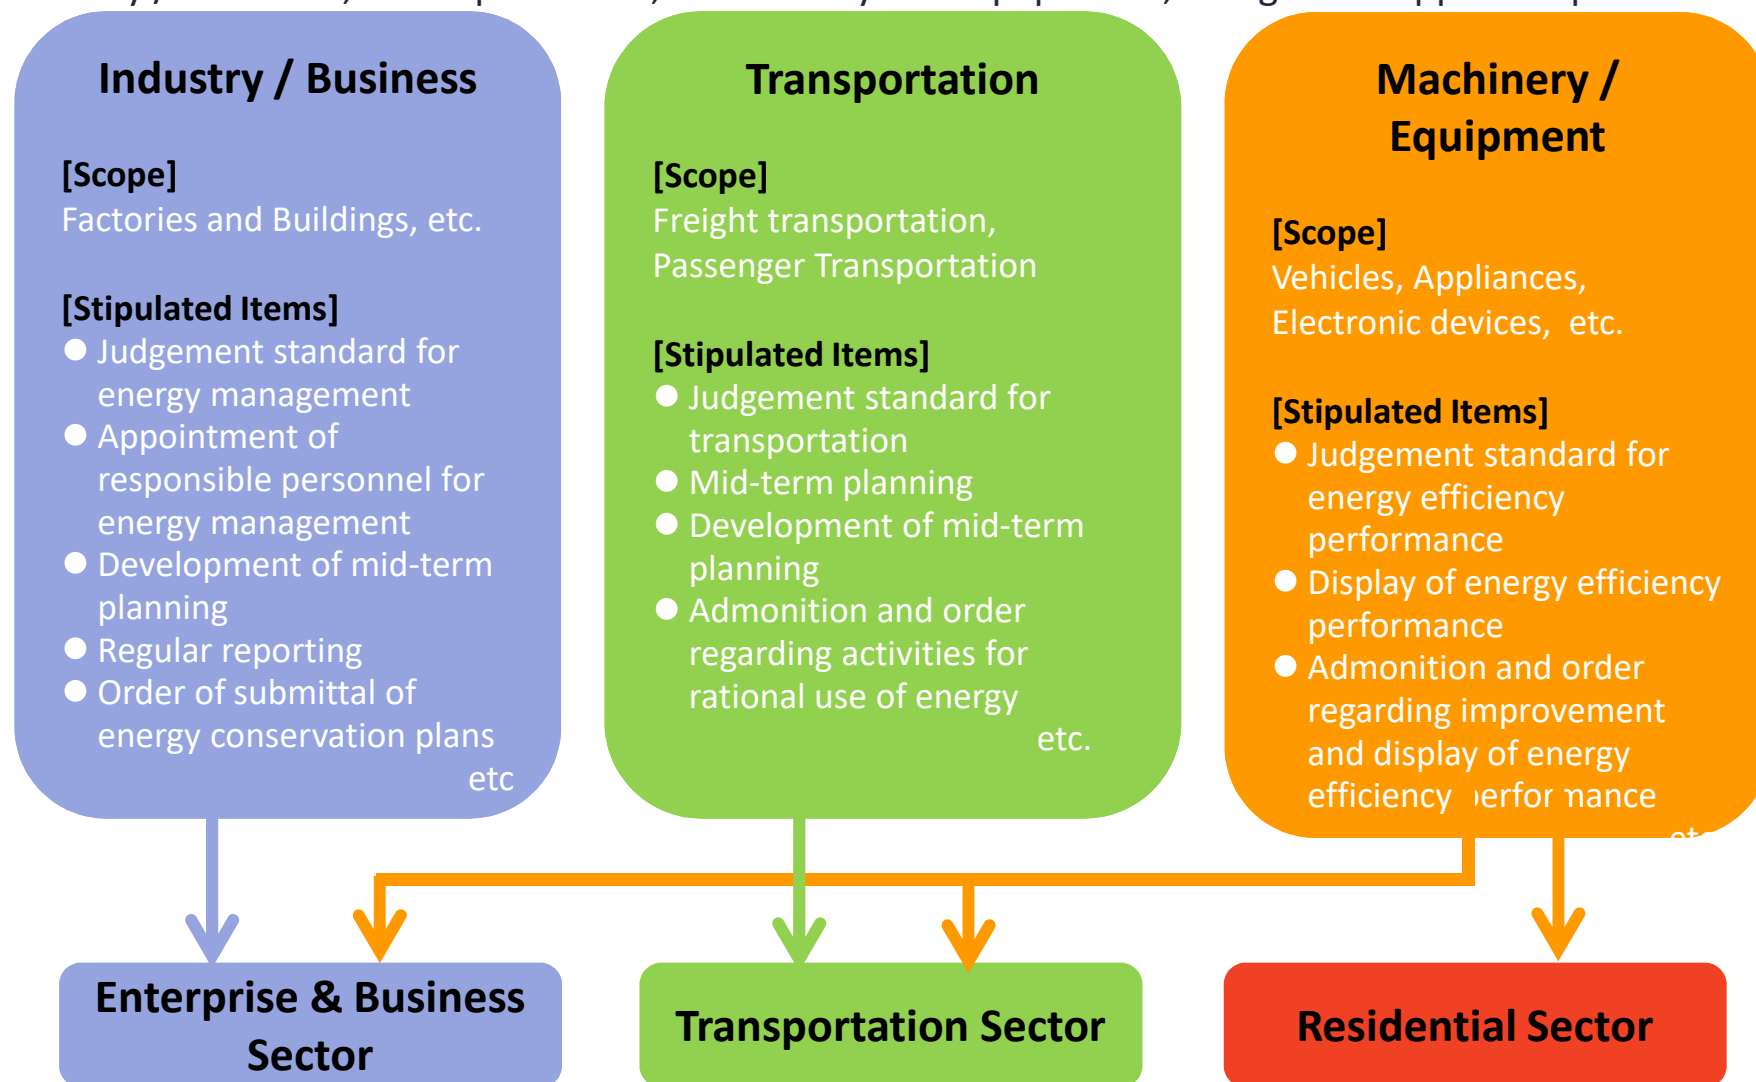 Industry / Business
[Scope]
Factories and Buildings, etc.
[Stipulated Items]
● Judgement standard for
energy management
● Appointment of
responsible personnel for
energy management
● Development of mid-term
planning
● Regular reporting
● Order of submittal of
energy conservation plans
etc
Transportation
[Scope]
Freight transportation,
Passenger Transportation
[Stipulated Items]
● Judgement standard for
transportation
● Mid-term planning
● Development of mid-term
planning
● Admonition and order
regarding activities for
rational use of energy
etc.
Machinery /
Equipment
[Scope]
Vehicles, Appliances,
Electronic devices, etc.
[Stipulated Items]
● Judgement standard for
energy efficiency
performance
● Display of energy efficiency
performance
● Admonition and order
regarding improvement
and display of energy
efficiency performance
etc
Enterprise & Business
Sector
Transportation Sector
Residential Sector